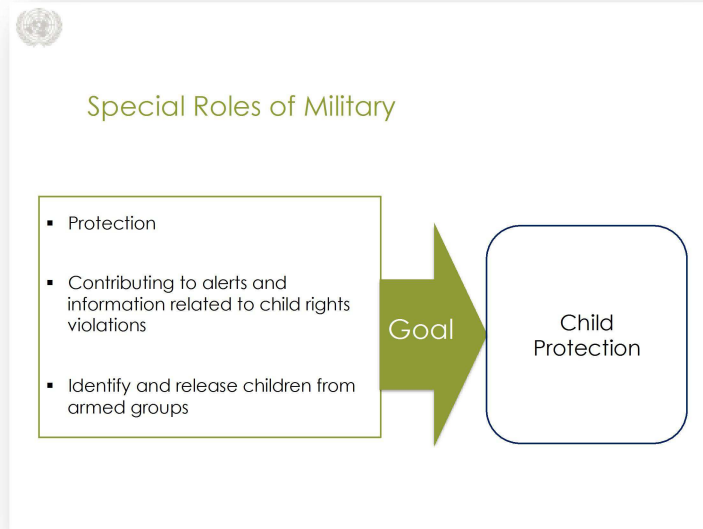 Special Roles of Military
▪ Protection
▪ Contributing to alerts and
information related to child rights
violations
▪ Identify and release children from
armed groups
Goal
Child
Protection